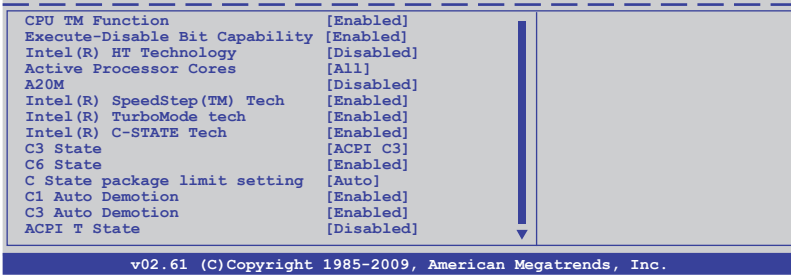 CPU TM Function [Enabled]
Execute-Disable Bit Capability [Enabled]
Intel(R) HT Technology [Disabled]
Active Processor Cores [All]
A20M [Disabled]
Intel(R) SpeedStep(TM) Tech [Enabled]
Intel(R) TurboMode tech [Enabled]
Intel(R) C-STATE Tech [Enabled]
C3 State [ACPI C3]
C6 State [Enabled]
C State package limit setting [Auto]
C1 Auto Demotion [Enabled]
C3 Auto Demotion [Enabled]
ACPI T State [Disabled]
v02.61 (C)Copyright 1985-2009, American Megatrends, Inc.